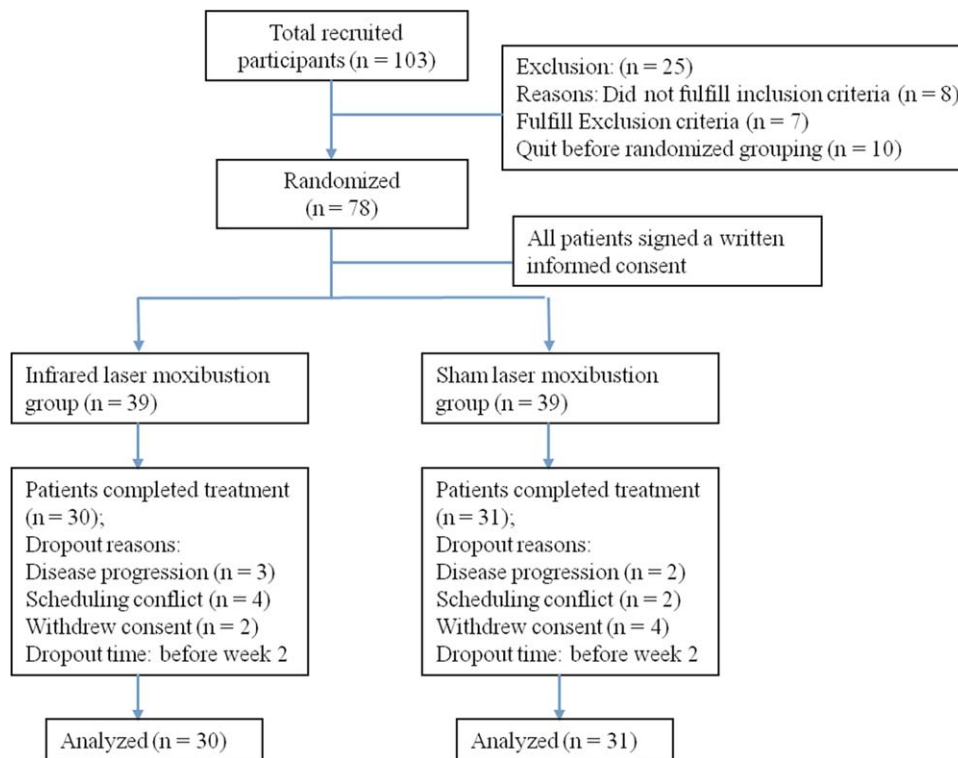 Total recruited
participants (n = 103)
Exclusion: (n = 25)
Reasons: Did not fulfill inclusion criteria (n = 8)
Fulfill Exclusion criteria (n = 7)
Quit before randomized grouping (n = 10)
Randomized
(n = 78)
All patients signed a written
informed consent
Infrared laser moxibustion
group (n = 39)
Sham laser moxibustion
group (n = 39)
Patients completed treatment
(n = 30);
Dropout reasons:
Disease progression (n = 3)
Scheduling conflict (n = 4)
Withdrew consent (n = 2)
Dropout time: before week 2
Patients completed treatment
(n = 31);
Dropout reasons:
Disease progression (n = 2)
Scheduling conflict (n = 2)
Withdrew consent (n = 4)
Dropout time: before week 2
Analyzed (n = 30)
Analyzed (n = 31)